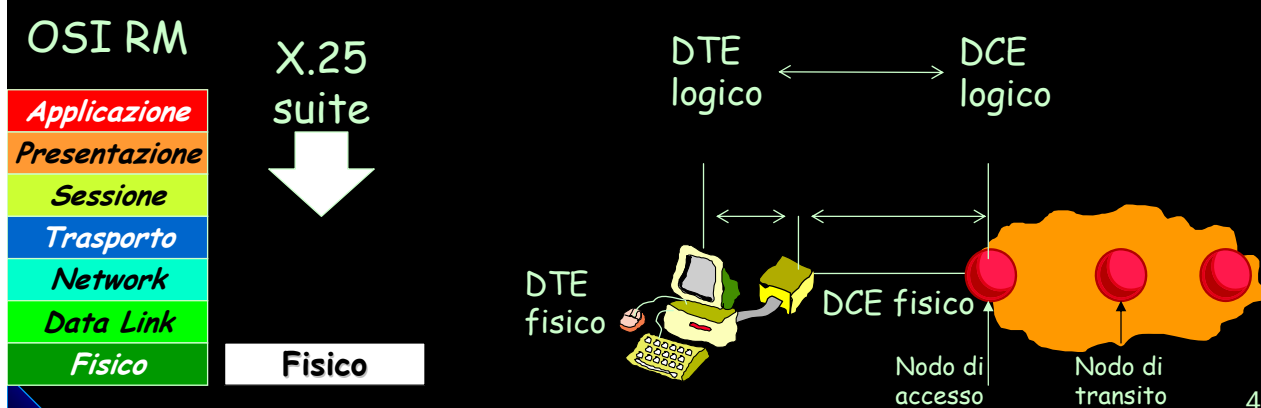 OSI RM
Applicazione
Presentazione
Sessione
Trasporto
Network
Data Link
Fisico
X.25
suite
Fisico
DTE
logico
DCE
logico
DTE
fisico
DCE fisico
Nodo di
accesso
Nodo di
transito
4